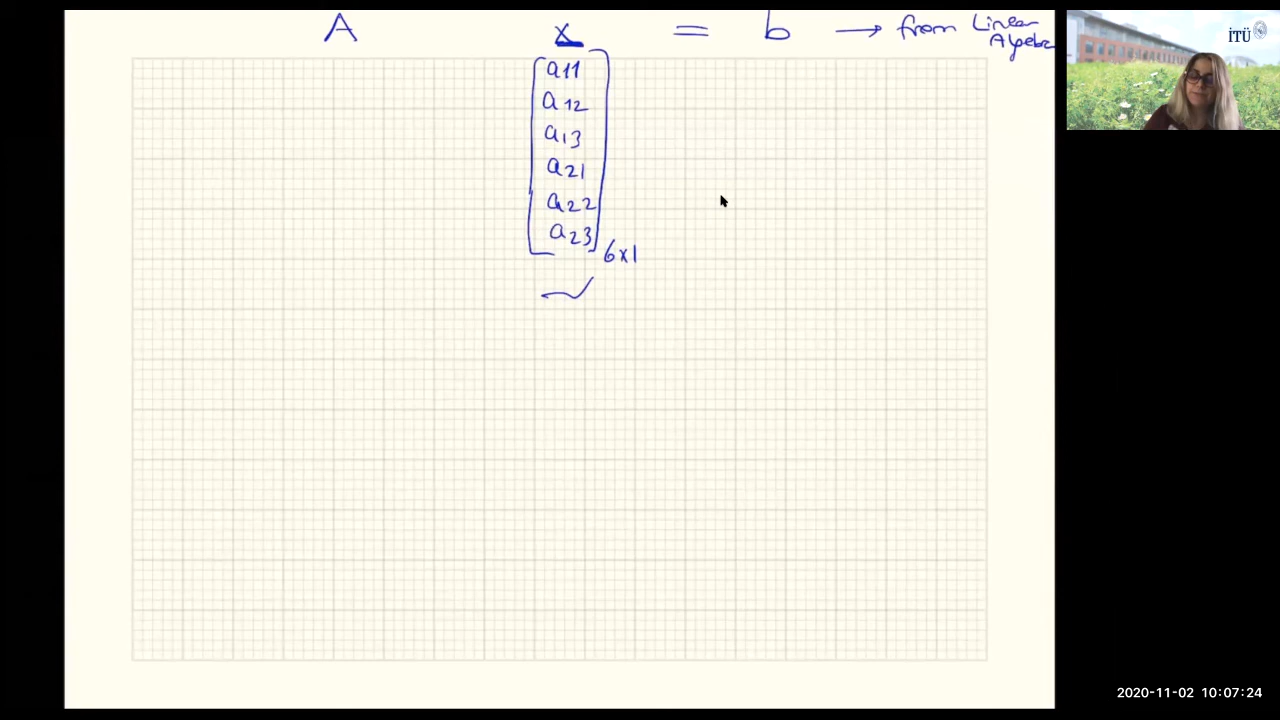 A x = b → from Linear Algebra
a11
a12
a13
a21
a22
a23
6x1
İTÜ
2020-11-02 10:07:24